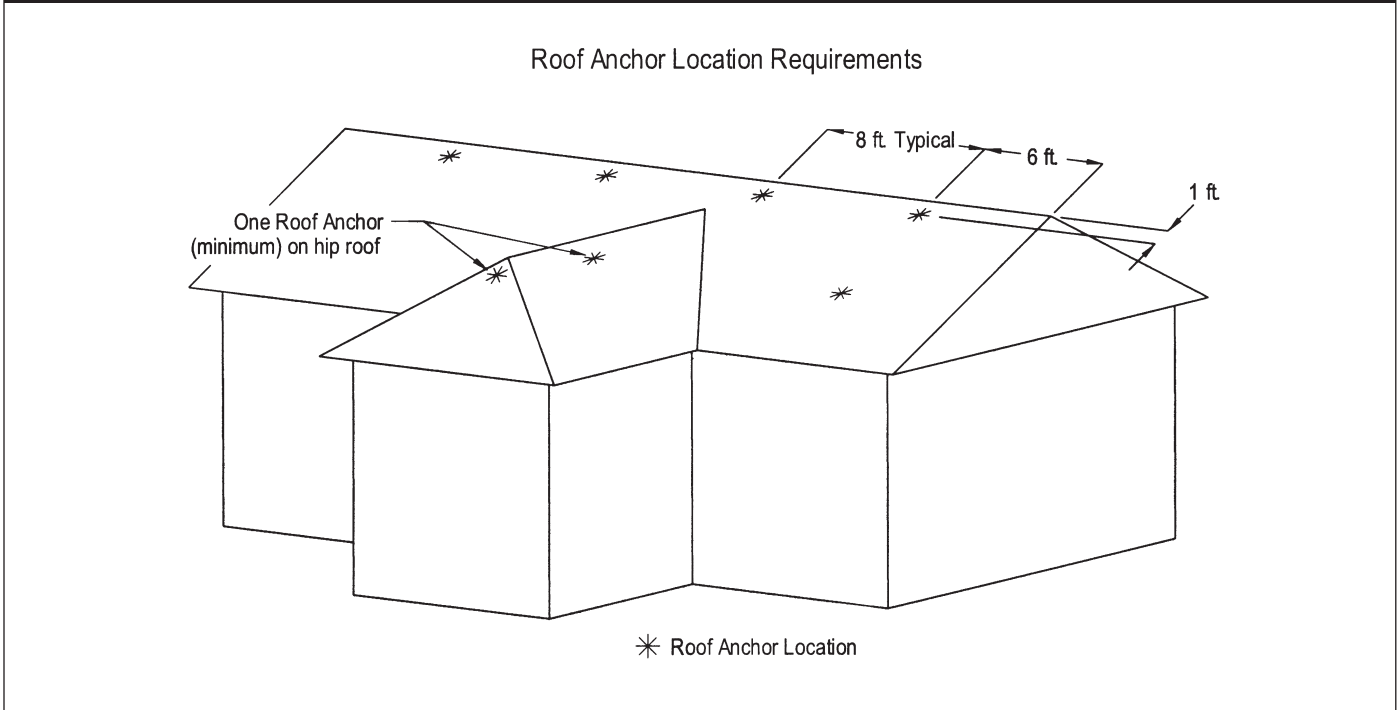 Roof Anchor Location Requirements
8 ft. Typical
6 ft.
1 ft.
One Roof Anchor
(minimum) on hip roof
Roof Anchor Location